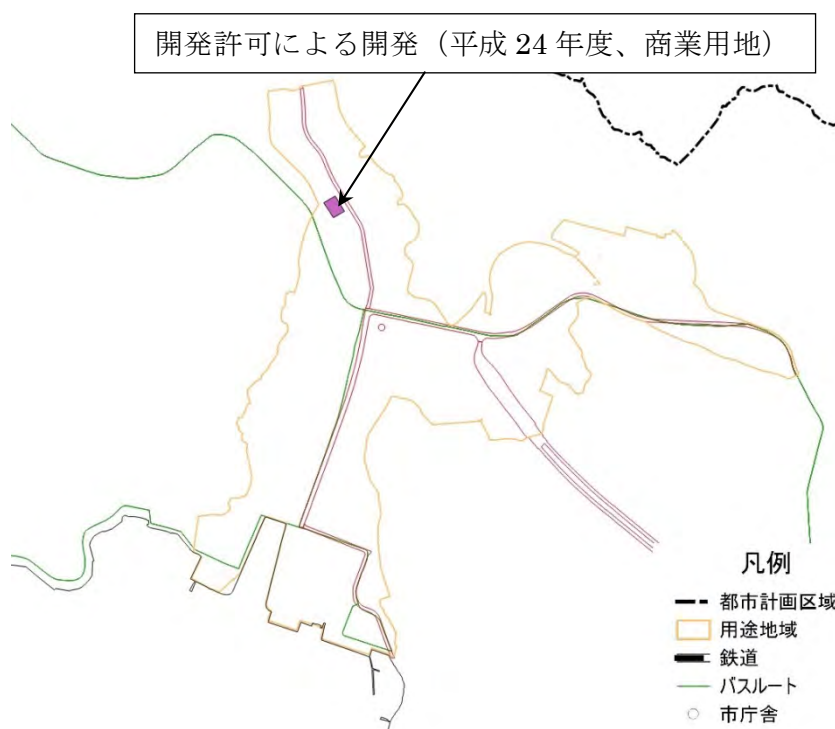 開発許可による開発（平成 24 年度、商業用地）
凡例
都市計画区域
用途地域
鉄道
バスルート
市庁舎